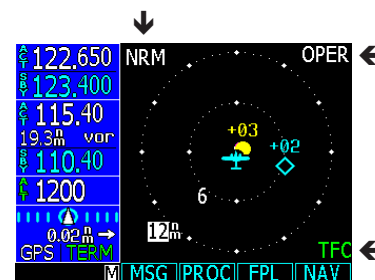 NRM OPER
ACT 122.650
SBY 123.400
ACT 115.40
19.3nm vor
SBY 110.40
ALT 1200
+03
+02
6
12nm
0.02nm
GPS TERM TFC
M MSG PROC FPL NAV